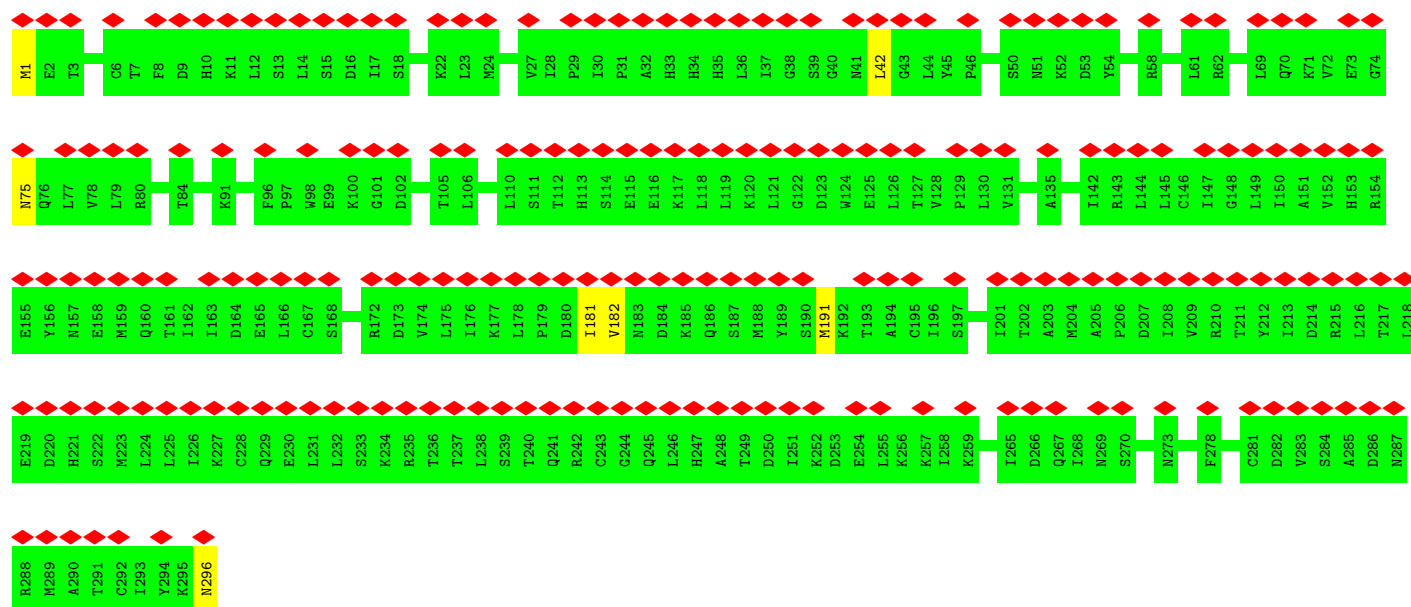 M1 E2 T3 C6 T7 F8 D9 H10 K11 L12 S13 L14 S15 D16 I17 S18 K22 L23 M24 V27 I28 P29 I30 P31 A32 H33 H34 H35 L36 I37 G38 S39 G40 N41 L42 G43 L44 Y45 P46 S50 N51 K52 D53 Y54 R58 L61 R62 L69 Q70 K71 V72 E73 G74
N75 Q76 L77 V78 L79 R80 T84 K91 F96 P97 W98 E99 K100 G101 D102 T105 L106 L110 S111 T112 H113 S114 E115 E116 K117 L118 L119 K120 L121 G122 D123 W124 E125 L126 T127 V128 P129 L130 V131 A135 I142 R143 L144 L145 C146 I147 G148 L149 I150 A151 V152 H153 R154
E155 Y156 N157 E158 M159 Q160 T161 I162 I163 D164 E165 L166 C167 S168 R172 D173 V174 L175 I176 K177 L178 P179 D180 I181 V182 N183 D184 K185 Q186 S187 M188 Y189 S190 M191 K192 T193 A194 C195 I196 S197 I201 T202 A203 M204 A205 P206 D207 I208 V209 R210 T211 Y212 I213 D214 R215 L216 T217 L218
E219 D220 H221 S222 M223 L224 L225 I226 K227 C228 Q229 E230 L231 L232 S233 K234 R235 T236 T237 L238 S239 T240 Q241 R242 C243 G244 Q245 L246 H247 A248 T249 D250 I251 K252 D253 E254 L255 K256 K257 I258 K259 I265 D266 Q267 I268 N269 S270 N273 F278 C281 D282 V283 S284 A285 D286 N287
R288 M289 A290 T291 C292 I293 Y294 K295 N296